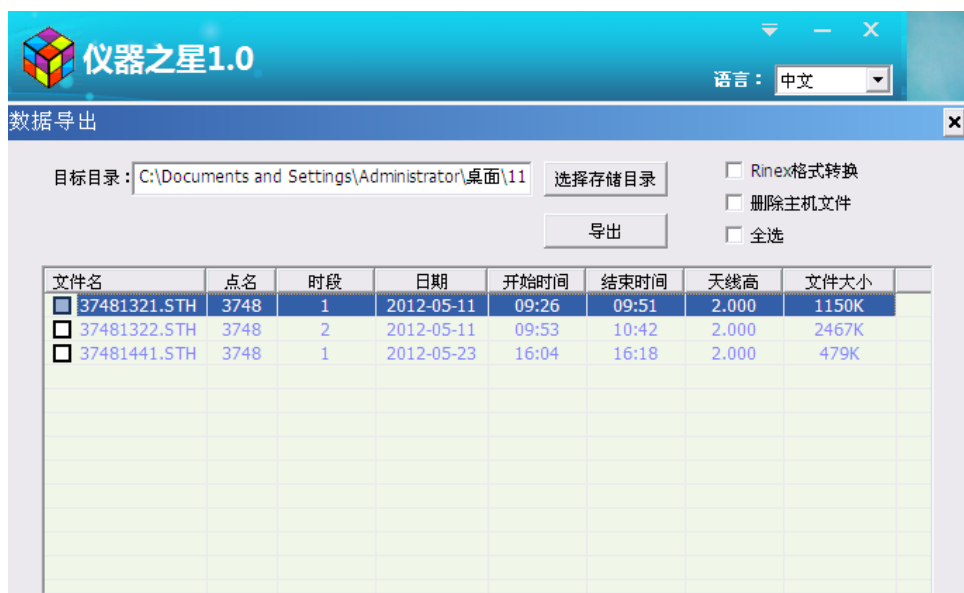 仪器之星1.0
语言： 中文
数据导出
目标目录： C:\Documents and Settings\Administrator\桌面\11 选择存储目录 Rinex格式转换
删除主机文件
导出 全选
文件名 点名 时段 日期 开始时间 结束时间 天线高 文件大小
37481321.STH 3748 1 2012-05-11 09:26 09:51 2.000 1150K
37481322.STH 3748 2 2012-05-11 09:53 10:42 2.000 2467K
37481441.STH 3748 1 2012-05-23 16:04 16:18 2.000 479K